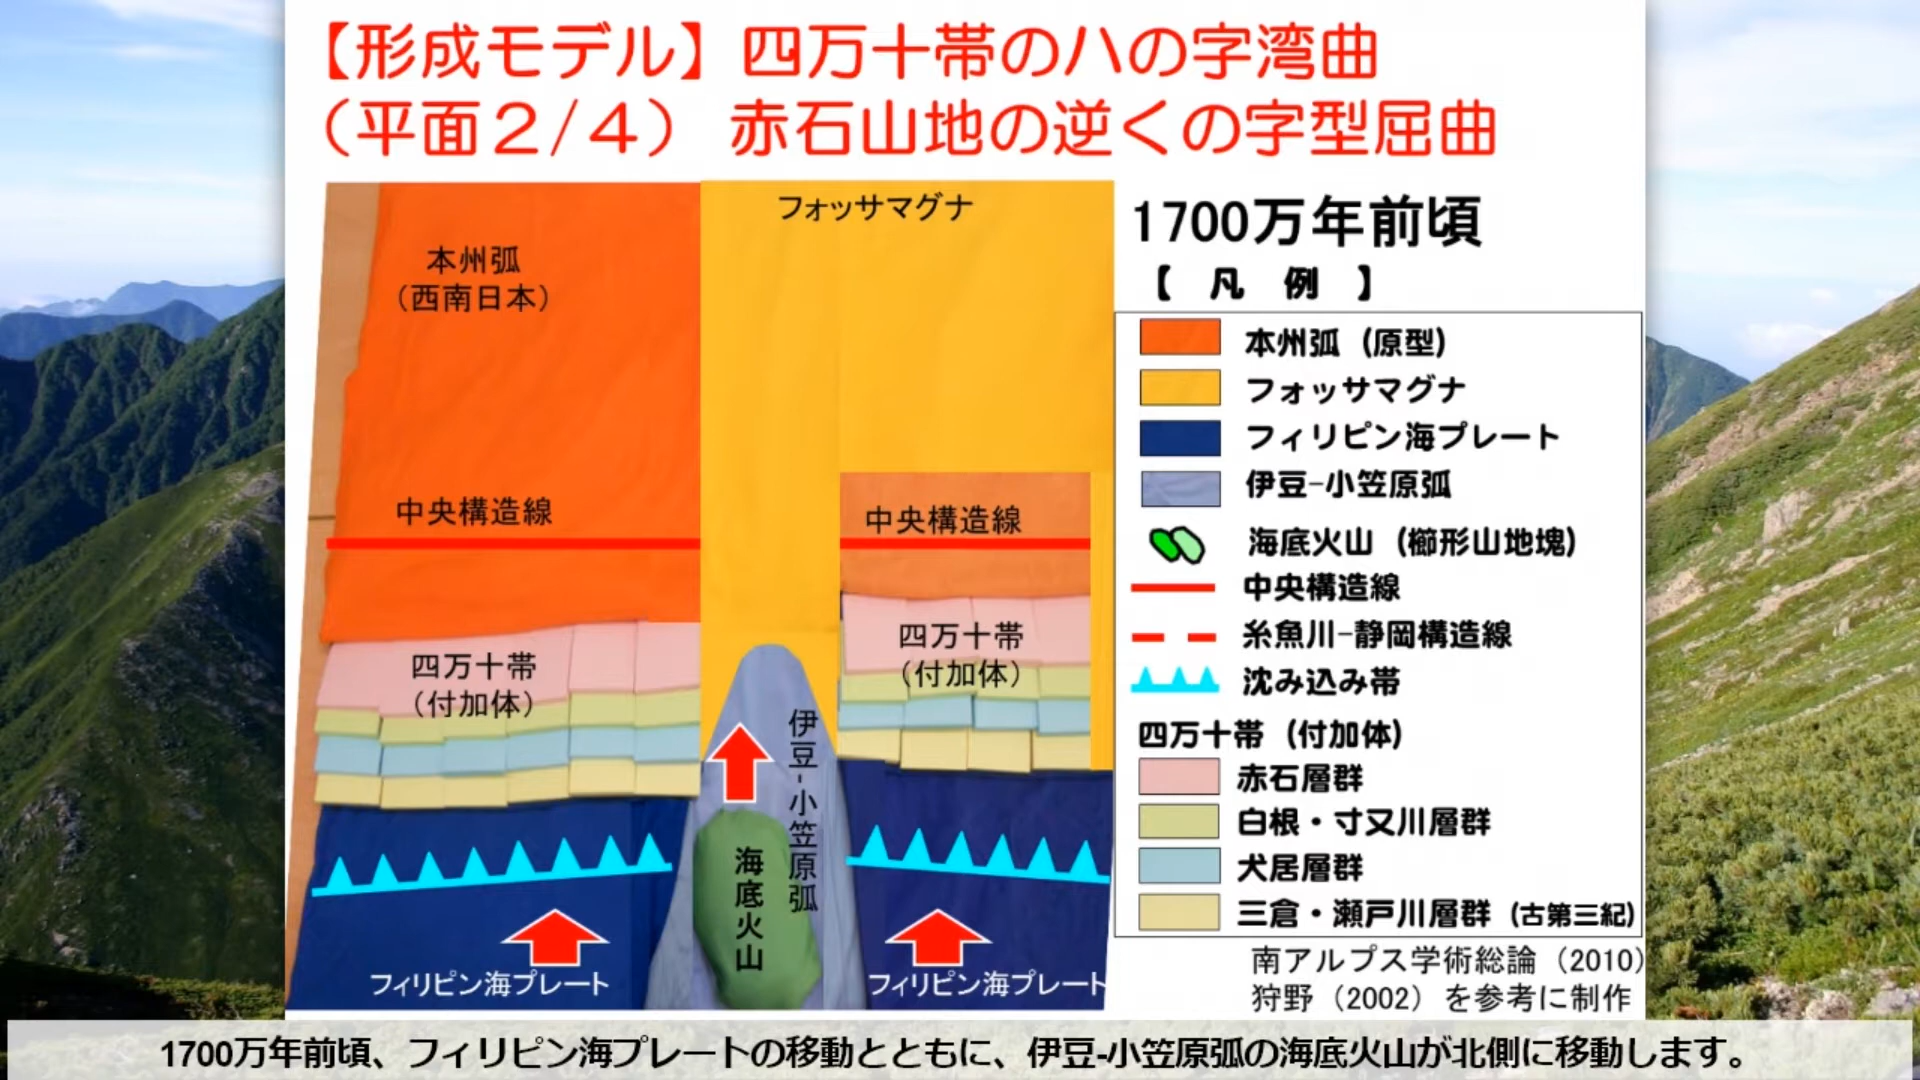 【形成モデル】四万十帯のハの字湾曲
（平面２/４） 赤石山地の逆くの字型屈曲
フォッサマグナ
本州弧
（西南日本）
中央構造線
中央構造線
四万十帯
（付加体）
四万十帯
（付加体）
伊豆-小笠原弧
海底火山
フィリピン海プレート
フィリピン海プレート
1700万年前頃
【 凡 例 】
本州弧（原型）
フォッサマグナ
フィリピン海プレート
伊豆-小笠原弧
海底火山（櫛形山地塊）
中央構造線
糸魚川-静岡構造線
沈み込み帯
四万十帯（付加体）
赤石層群
白根・寸又川層群
犬居層群
三倉・瀬戸川層群（古第三紀）
南アルプス学術総論（2010）
狩野（2002）を参考に制作
1700万年前頃、フィリピン海プレートの移動とともに、伊豆-小笠原弧の海底火山が北側に移動します。